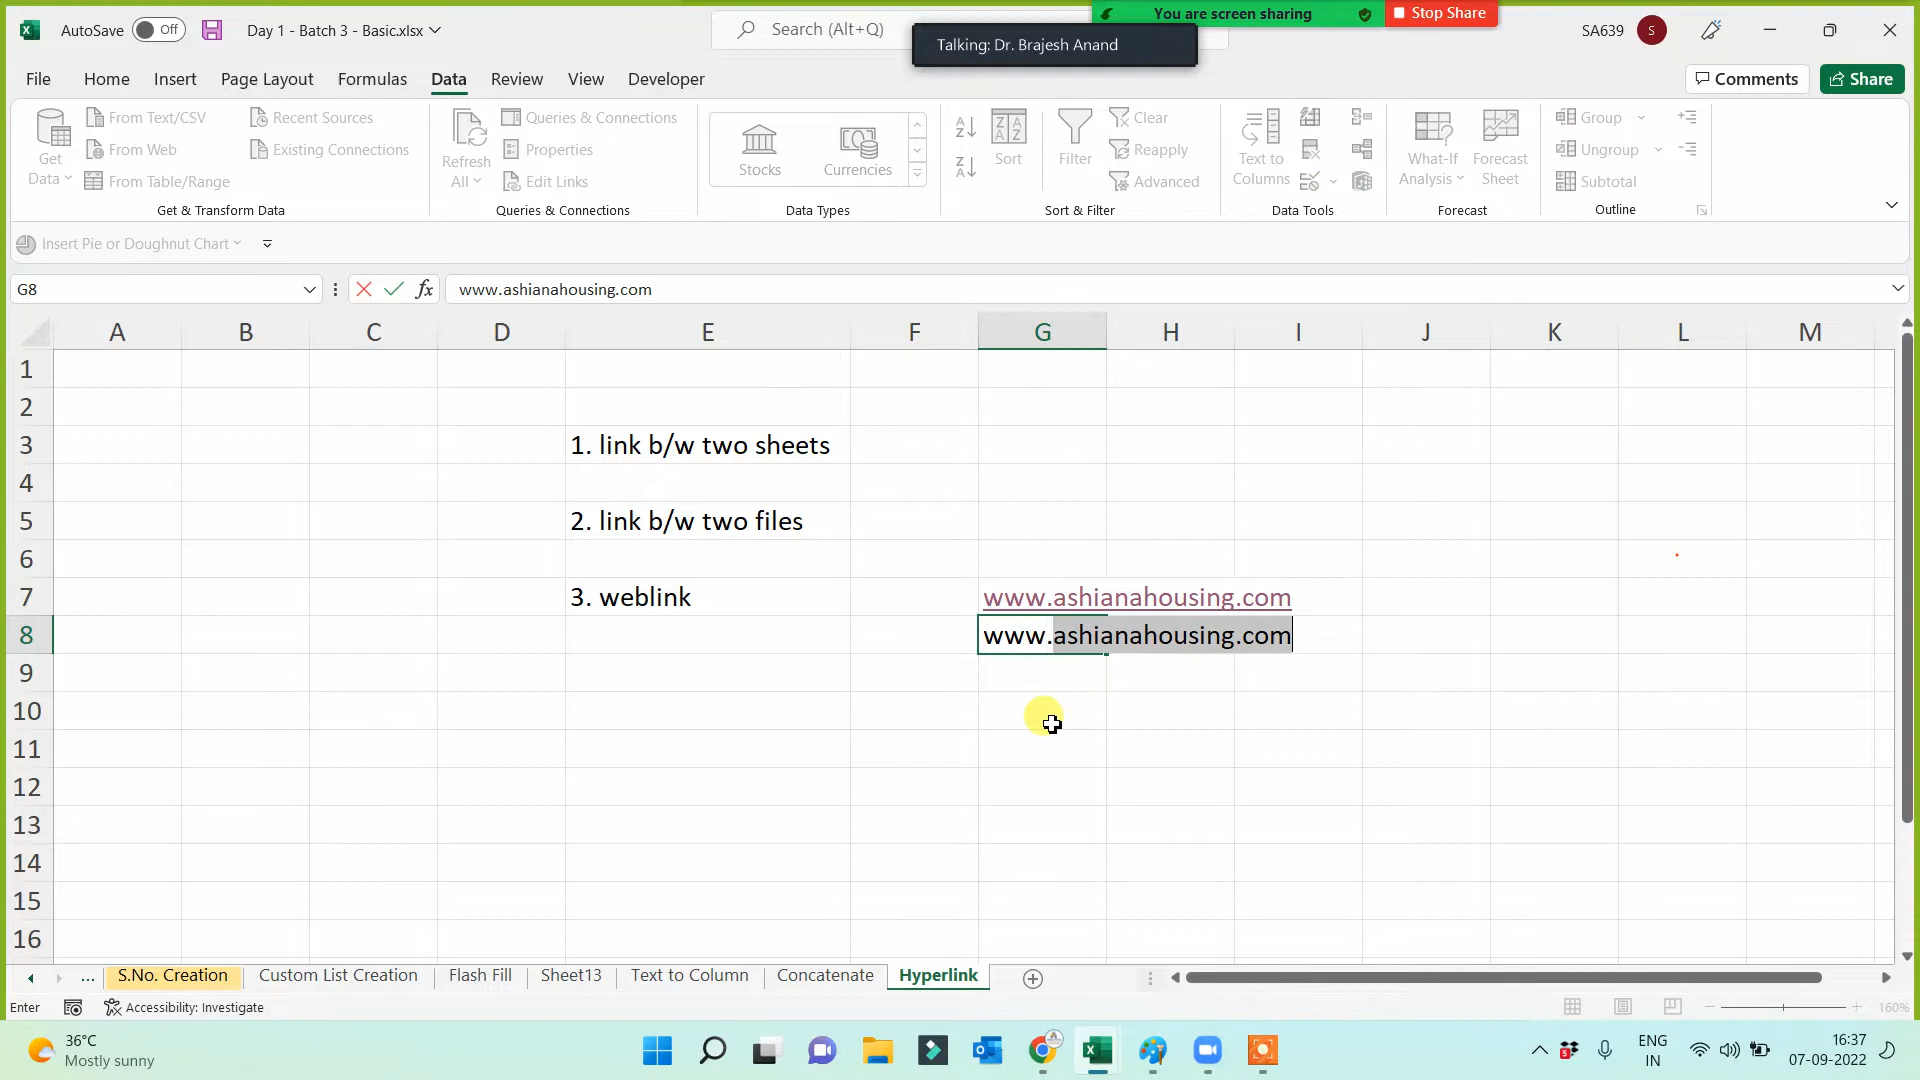 You are screen sharing
Stop Share
AutoSave Off Day 1 - Batch 3 - Basic.xlsx Search (Alt+Q) SA639 S
Talking: Dr. Brajesh Anand
File Home Insert Page Layout Formulas Data Review View Developer Comments Share
Get Data
From Text/CSV
From Web
From Table/Range
Recent Sources
Existing Connections
Get & Transform Data
Refresh All
Queries & Connections
Properties
Edit Links
Queries & Connections
Stocks
Currencies
Data Types
Sort
Filter
Clear
Reapply
Advanced
Sort & Filter
Text to Columns
Data Tools
What-If Analysis
Forecast Sheet
Forecast
Group
Ungroup
Subtotal
Outline
Insert Pie or Doughnut Chart
G8 fx www.ashianahousing.com
A B C D E F G H I J K L M
1
2
3 1. link b/w two sheets
4
5 2. link b/w two files
6
7 3. weblink www.ashianahousing.com
8 www.ashianahousing.com
9
10
11
12
13
14
15
16
... S.No. Creation Custom List Creation Flash Fill Sheet13 Text to Column Concatenate Hyperlink
Enter Accessibility: Investigate 160%
36°C
Mostly sunny
ENG
IN
16:37
07-09-2022